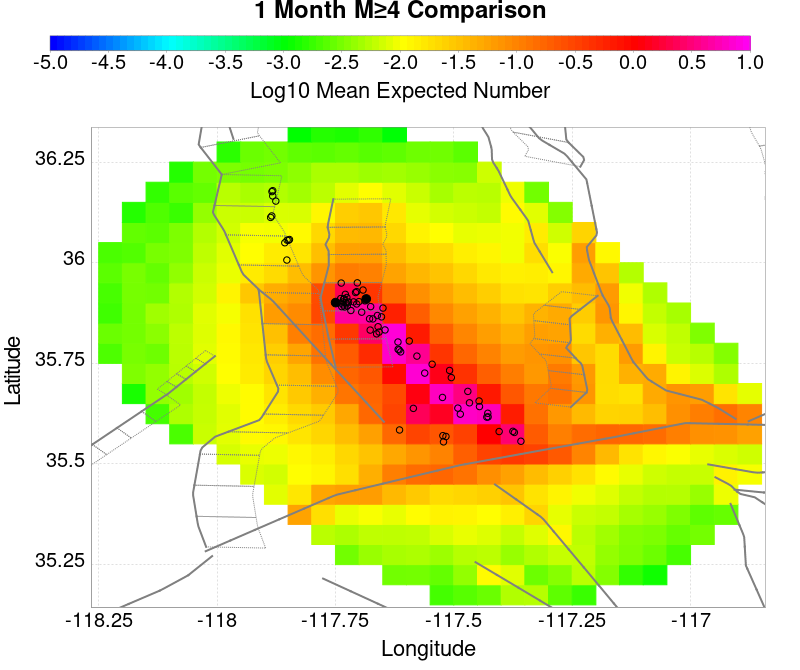 1 Month M≥4 Comparison
-5.0 -4.5 -4.0 -3.5 -3.0 -2.5 -2.0 -1.5 -1.0 -0.5 0.0 0.5 1.0
Log10 Mean Expected Number
36.25
36
35.75
35.5
35.25
Latitude
-118.25 -118 -117.75 -117.5 -117.25 -117
Longitude